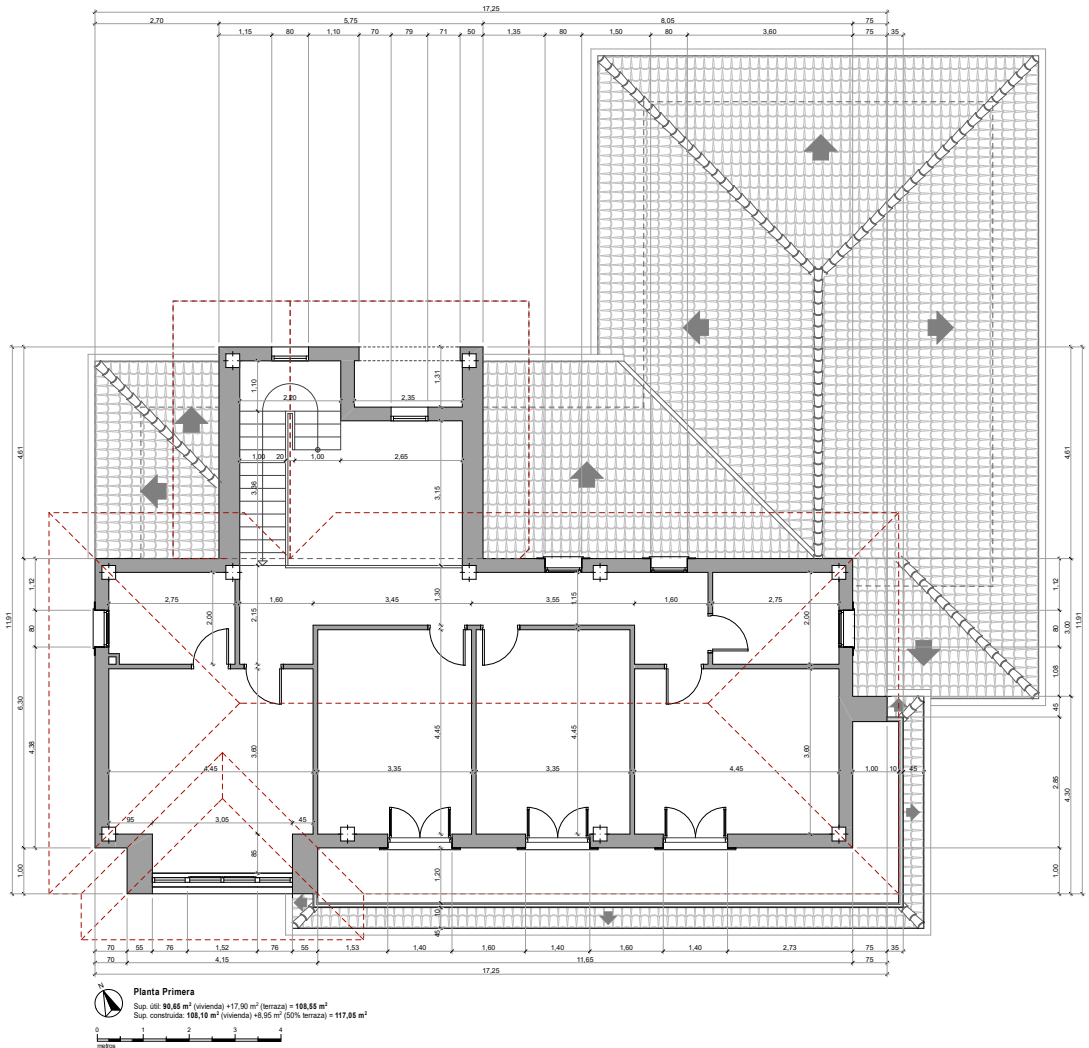 17,25
2,70 5,75 8,05 75
1,15 80 1,10 70 79 71 50 1,35 80 1,50 80 3,60 75 35
1,10
1,31
2,20 2,35
4,61
4,61
1,00 20 1,00 2,65
3,36
3,15
1,12
1,30
1,15
1,12
2,75 1,60 3,45 3,55 1,60 2,75
2,00
2,15
2,00
80
11,91
80
3,00
11,91
1,08
6,30
4,38
45
3,60
4,45
4,45
3,60
4,45 3,35 3,35 4,45 1,00 10 45
2,85
4,30
95 3,05 45
85
1,00
1,20
1,00
10
45
70 55 76 1,52 76 55 1,53 1,40 1,60 1,40 1,60 1,40 2,73 75 35
70 4,15 11,65 75
17,25
N
Planta Primera
Sup. útil: 90,65 m² (vivienda) +17,90 m² (terraza) = 108,55 m²
Sup. construida: 108,10 m² (vivienda) +8,95 m² (50% terraza) = 117,05 m²
0 1 2 3 4
metros